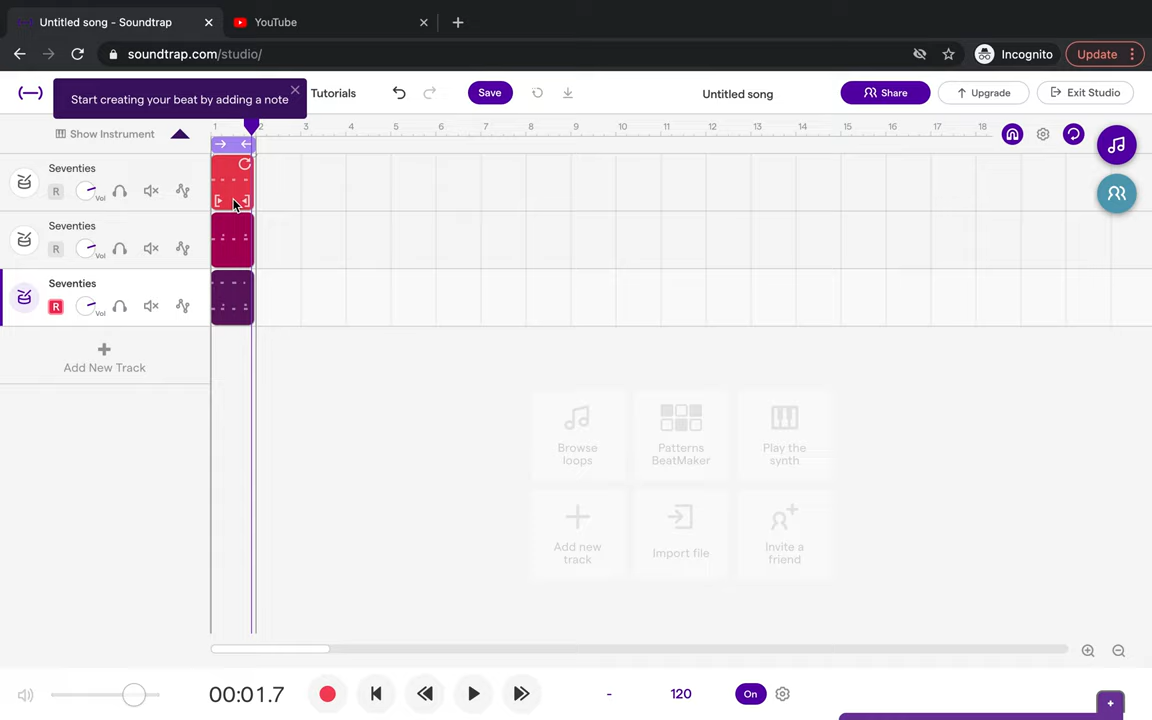 Untitled song - Soundtrap
YouTube
soundtrap.com/studio/
Incognito
Update
Start creating your beat by adding a note
Tutorials
Save
Untitled song
Share
Upgrade
Exit Studio
Show Instrument
1 2 3 4 5 6 7 8 9 10 11 12 13 14 15 16 17 18
Seventies
R
Vol
Seventies
R
Vol
Seventies
R
Vol
Add New Track
Browse
loops
Patterns
BeatMaker
Play the
synth
Add new
track
Import file
Invite a
friend
00:01.7
-
120
On